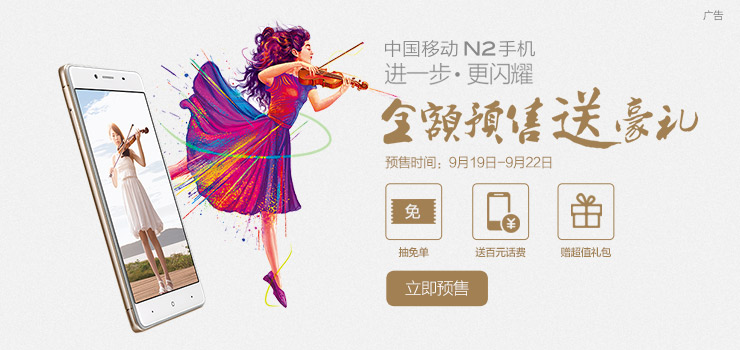 广告
中国移动 N2手机
进一步·更闪耀
全额预售送豪礼
预售时间：9月19日-9月22日
免
¥
抽免单
送百元话费
赠超值礼包
立即预售